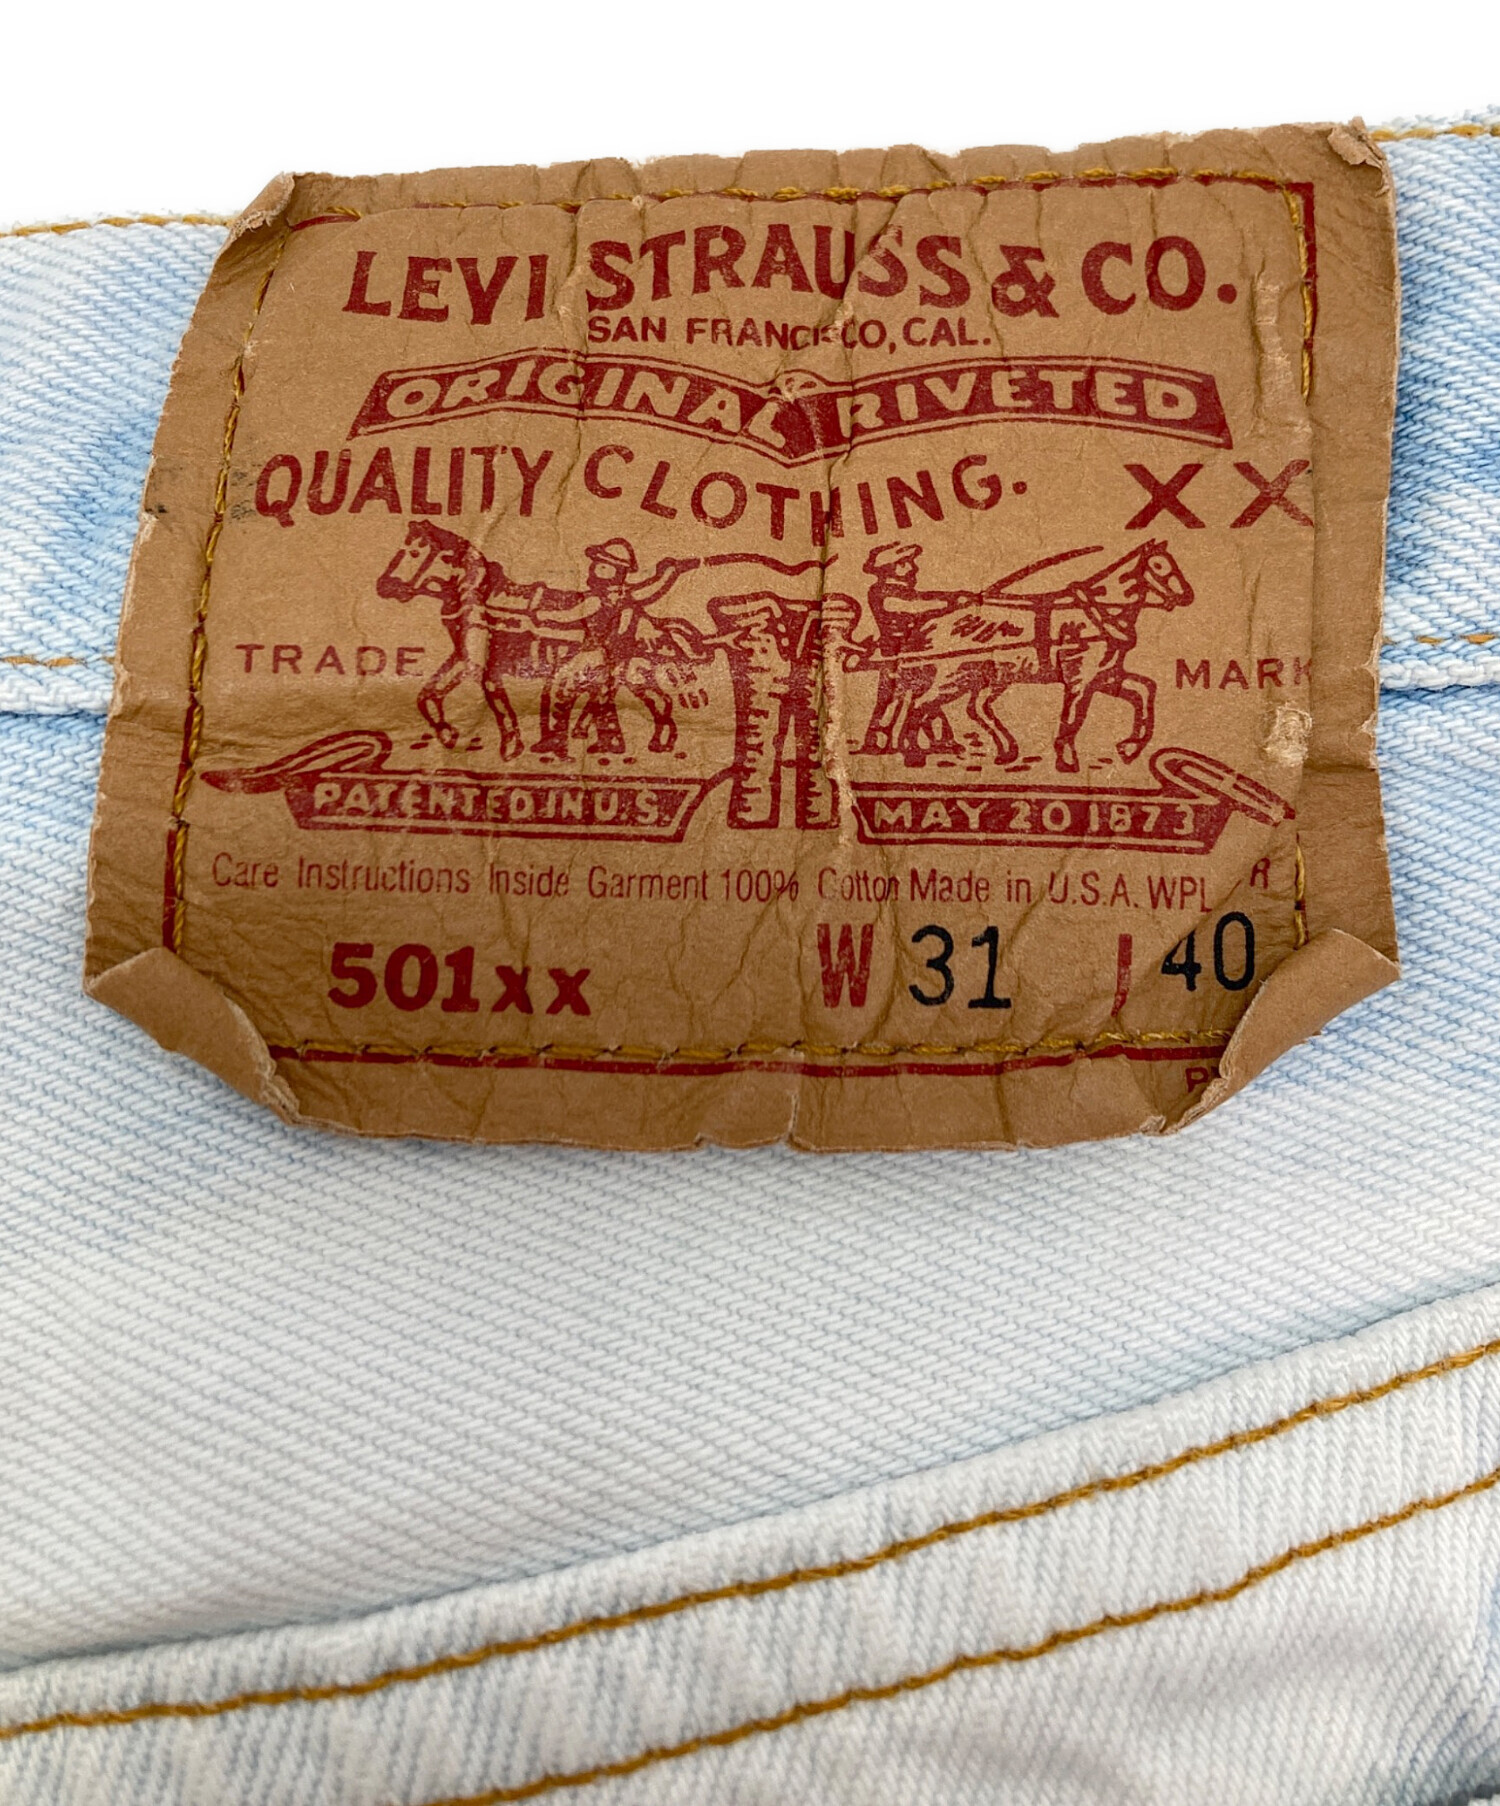 LEVI STRAUSS & CO.
SAN FRANCISCO, CAL.
ORIGINAL RIVETED
QUALITY CLOTHING. XX
TRADE MARK
PATENTED IN U.S. MAY 20 1873
Care Instructions Inside Garment 100% Cotton Made in U.S.A. WPL
501xx W 31 40